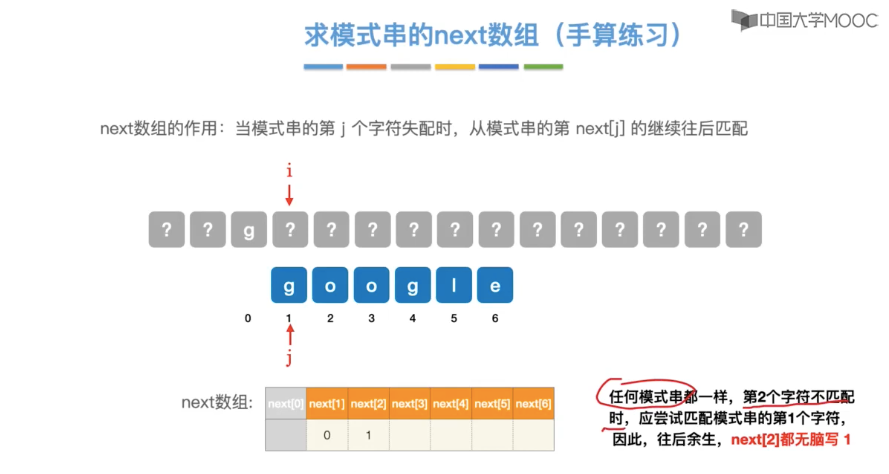 中国大学MOOC
求模式串的next数组（手算练习）
next数组的作用：当模式串的第 j 个字符失配时，从模式串的第 next[j] 的继续往后匹配
i
? ? g ? ? ? ? ? ? ? ? ? ? ? ?
g o o g l e
0 1 2 3 4 5 6
j
next数组:
next[0] next[1] next[2] next[3] next[4] next[5] next[6]
0 1
任何模式串都一样，第2个字符不匹配
时，应尝试匹配模式串的第1个字符，
因此，往后余生，next[2]都无脑写 1